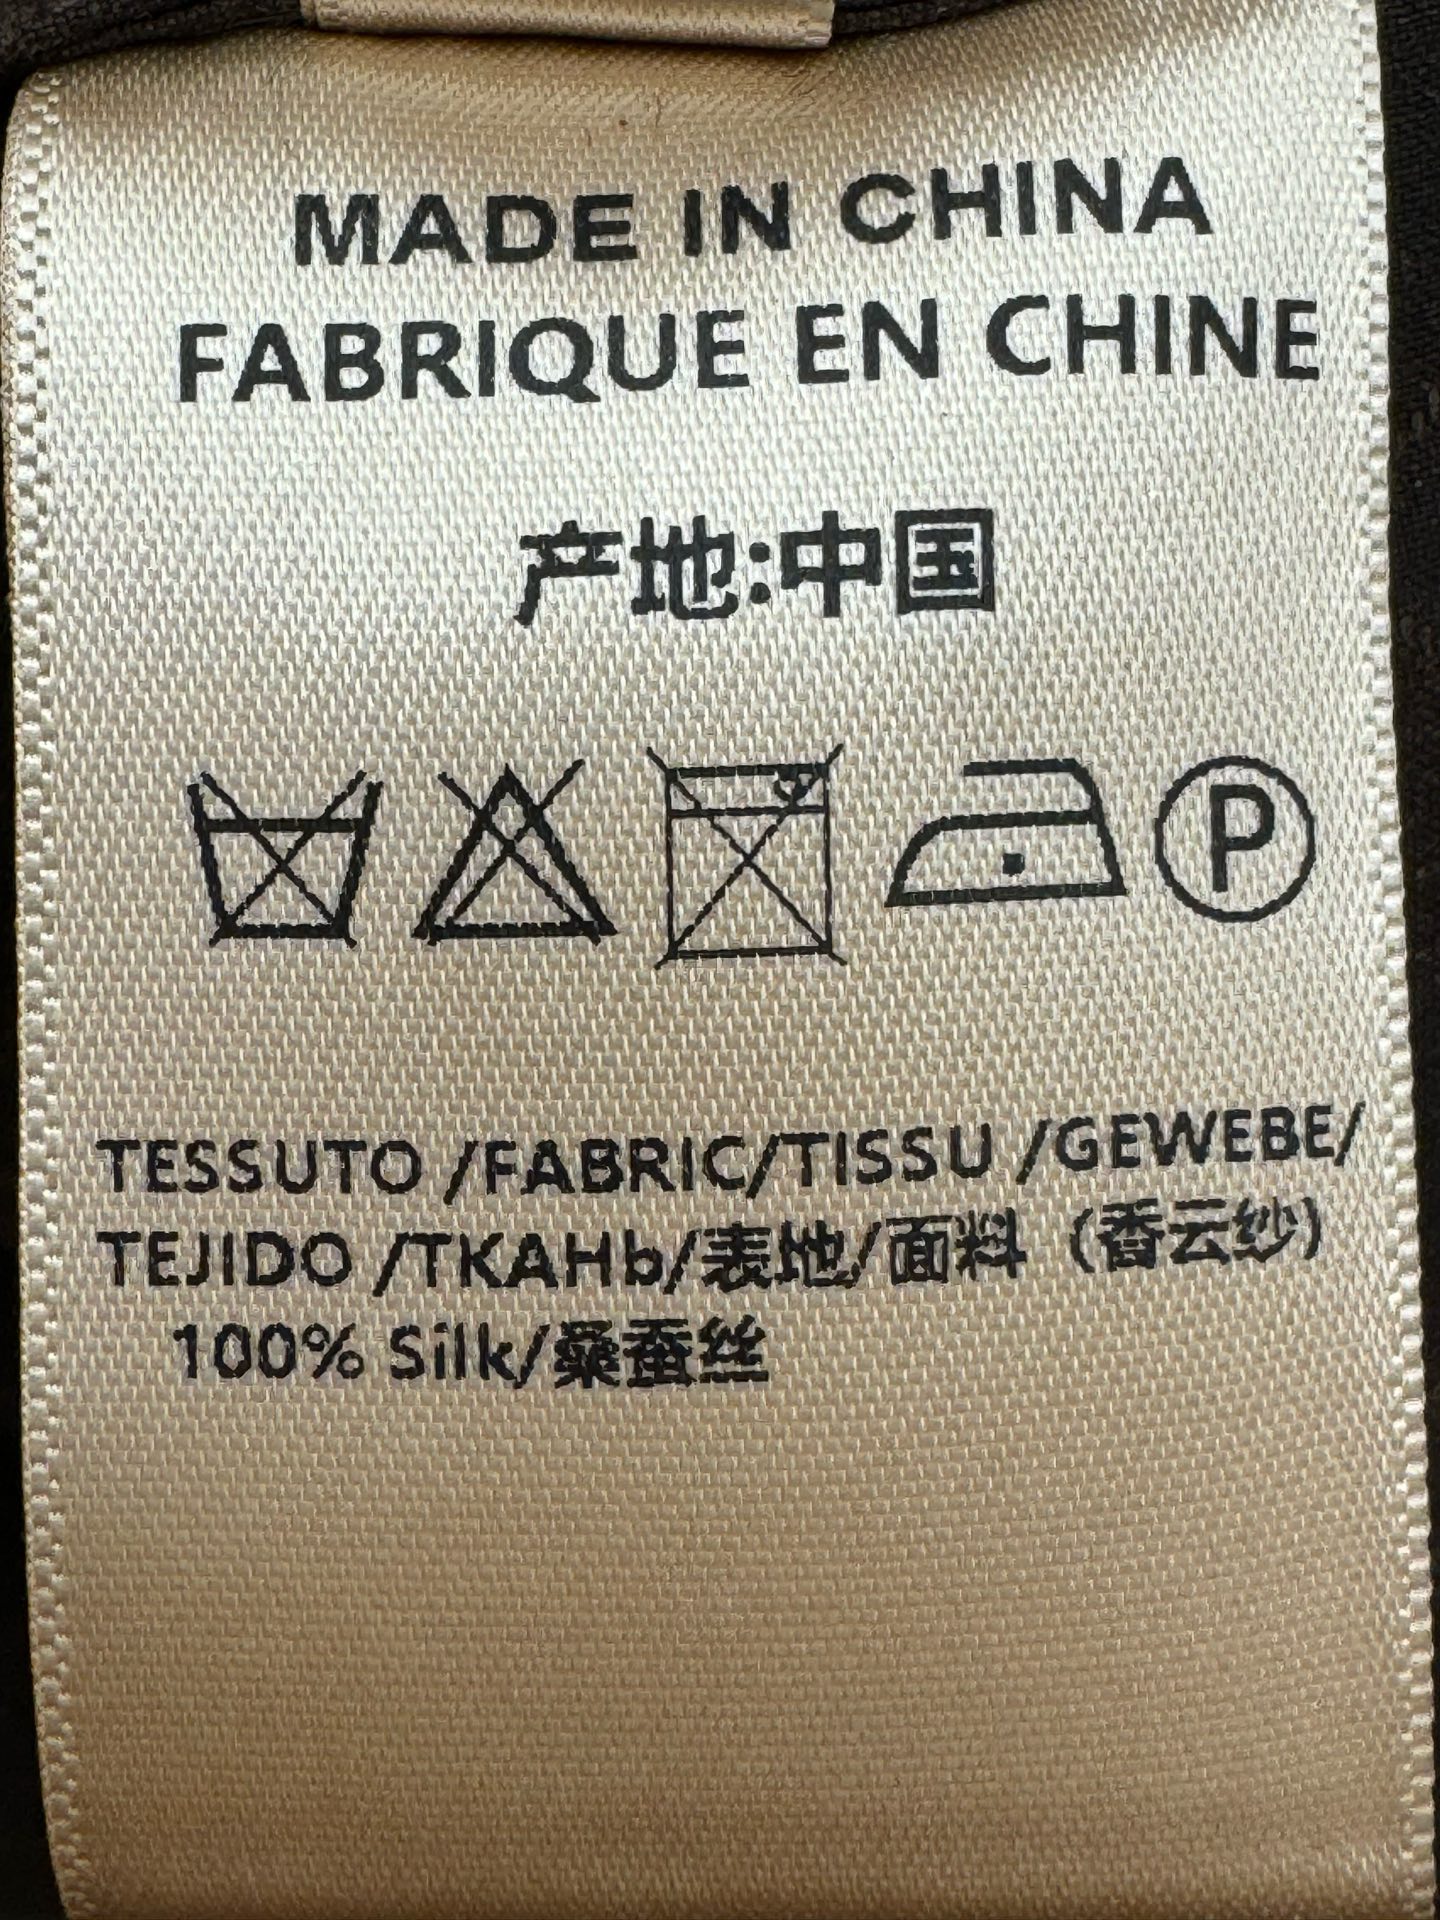 MADE IN CHINA
FABRIQUE EN CHINE
产地:中国
P
TESSUTO /FABRIC/TISSU /GEWEBE/
TEJIDO /TKAHb/表地/面料（香云纱）
100% Silk/桑蚕丝